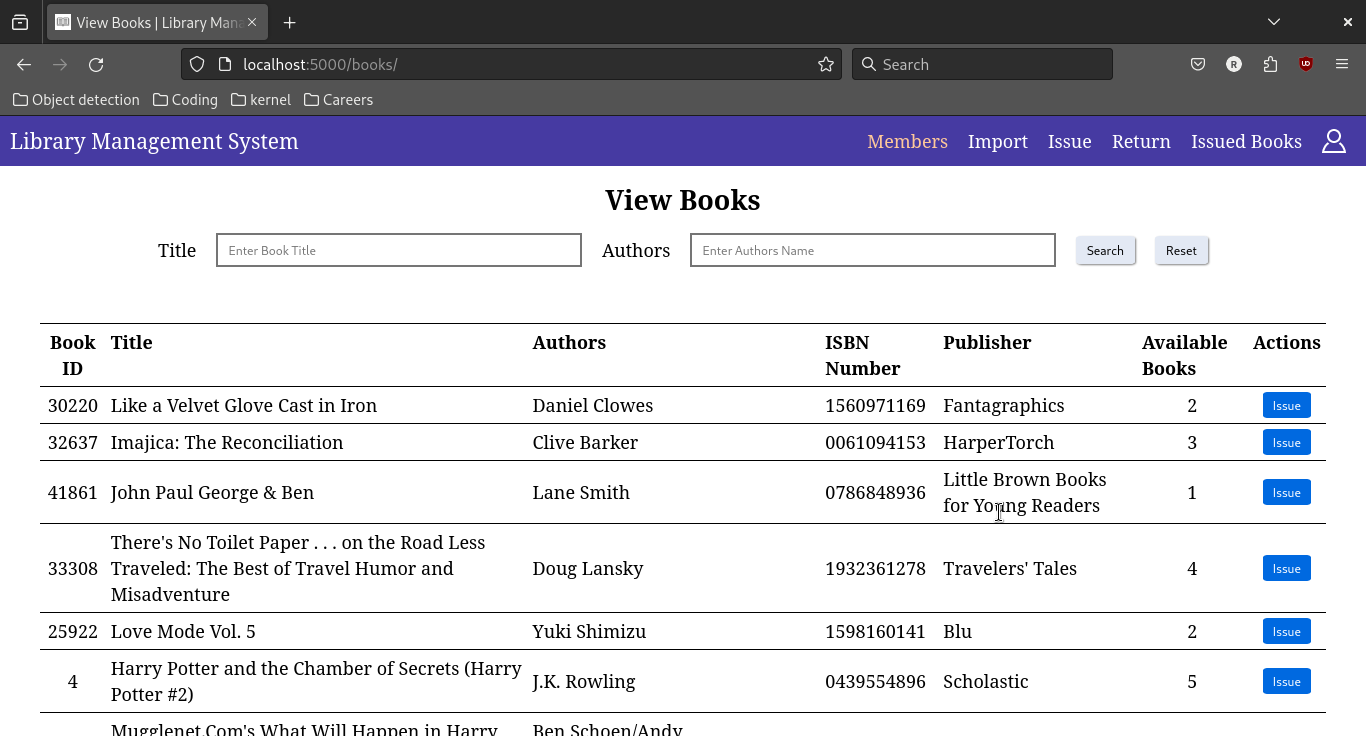 View Books | Library Man
localhost:5000/books/
Search
R
UD
Object detection Coding kernel Careers
Library Management System
Members Import Issue Return Issued Books
View Books
Title Enter Book Title Authors Enter Authors Name Search Reset
Book ID Title Authors ISBN Number Publisher Available Books Actions
30220 Like a Velvet Glove Cast in Iron Daniel Clowes 1560971169 Fantagraphics 2 Issue
32637 Imajica: The Reconciliation Clive Barker 0061094153 HarperTorch 3 Issue
41861 John Paul George & Ben Lane Smith 0786848936 Little Brown Books for Young Readers 1 Issue
33308 There's No Toilet Paper . . . on the Road Less Traveled: The Best of Travel Humor and Misadventure Doug Lansky 1932361278 Travelers' Tales 4 Issue
25922 Love Mode Vol. 5 Yuki Shimizu 1598160141 Blu 2 Issue
4 Harry Potter and the Chamber of Secrets (Harry Potter #2) J.K. Rowling 0439554896 Scholastic 5 Issue
Mugglenet.Com's What Will Happen in Harry Ben Schoen/Andy